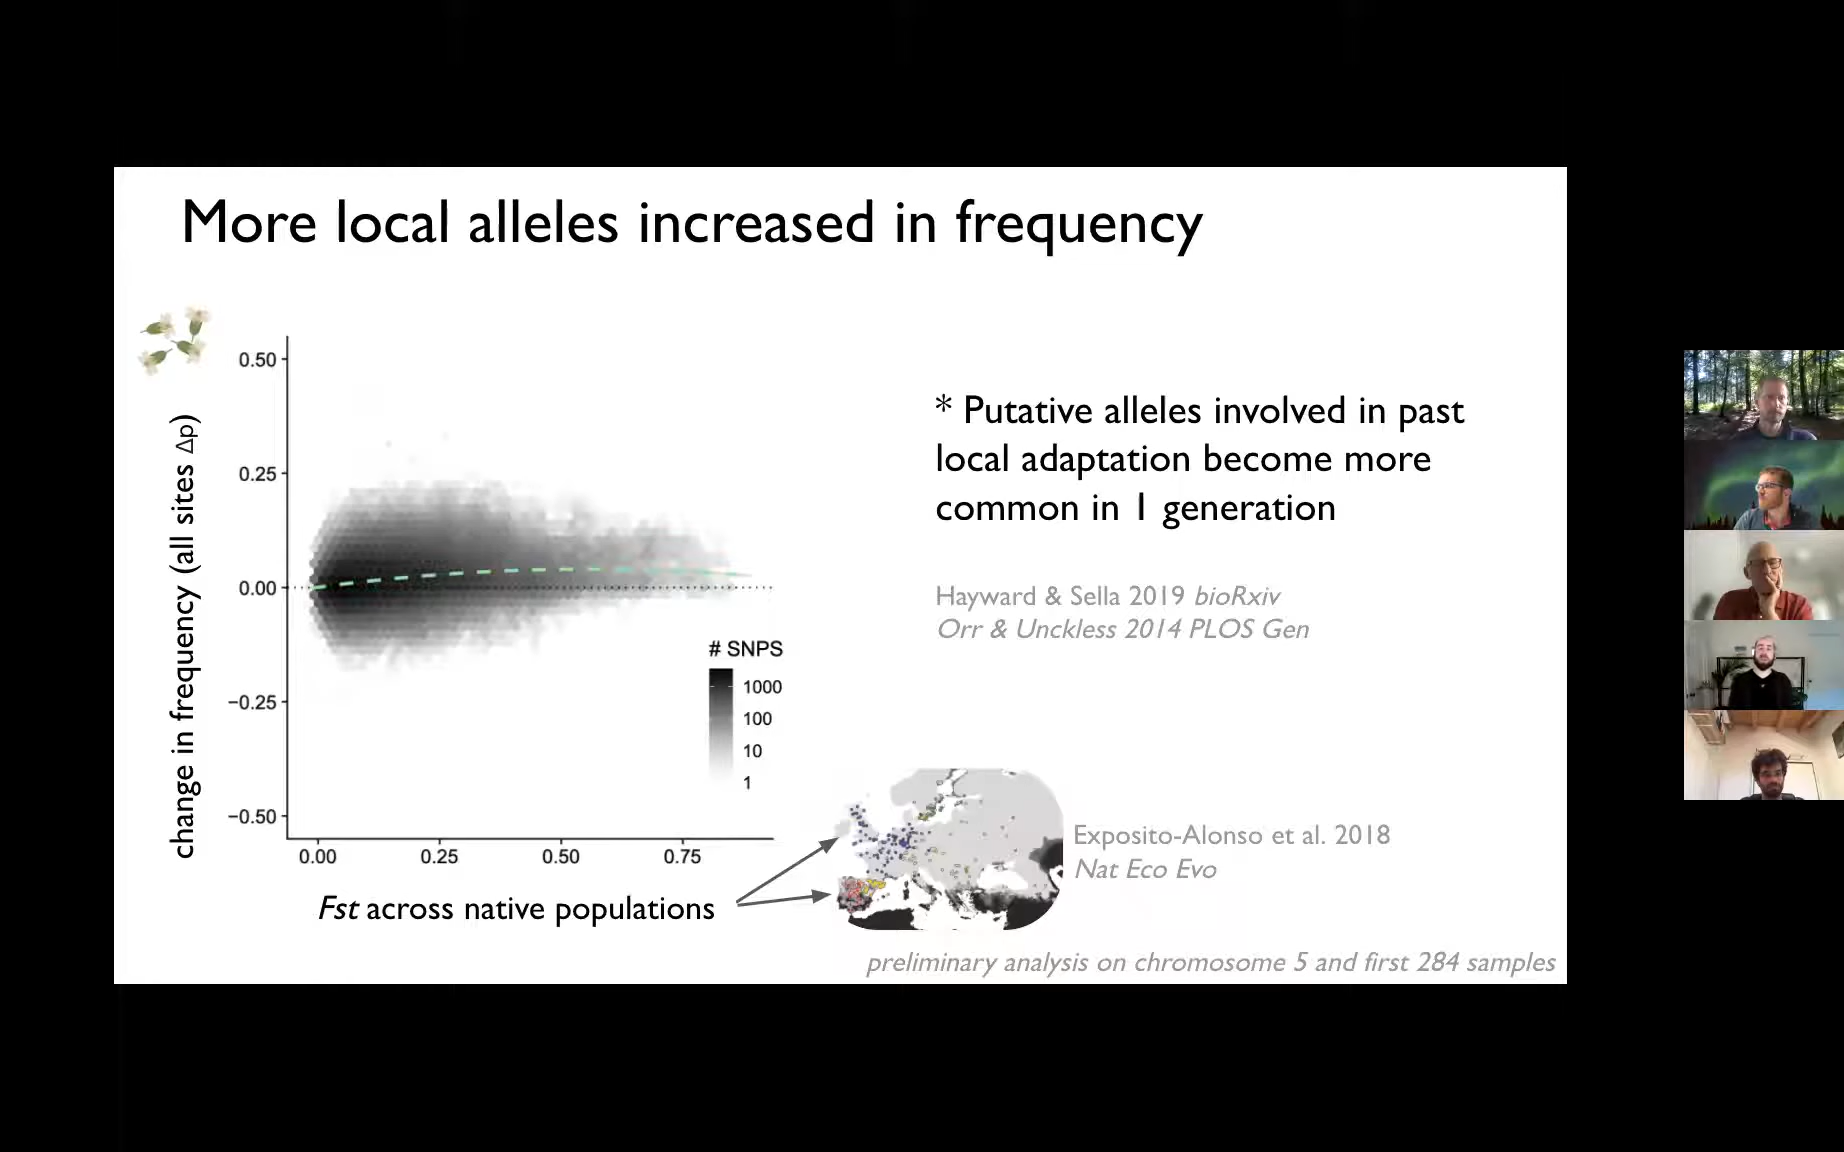 More local alleles increased in frequency
change in frequency (all sites Δp)
0.50
0.25
0.00
−0.25
−0.50
# SNPS
1000
100
10
1
0.00 0.25 0.50 0.75
Fst across native populations
* Putative alleles involved in past
local adaptation become more
common in 1 generation
Hayward & Sella 2019 bioRxiv
Orr & Unckless 2014 PLOS Gen
Exposito-Alonso et al. 2018
Nat Eco Evo
preliminary analysis on chromosome 5 and first 284 samples